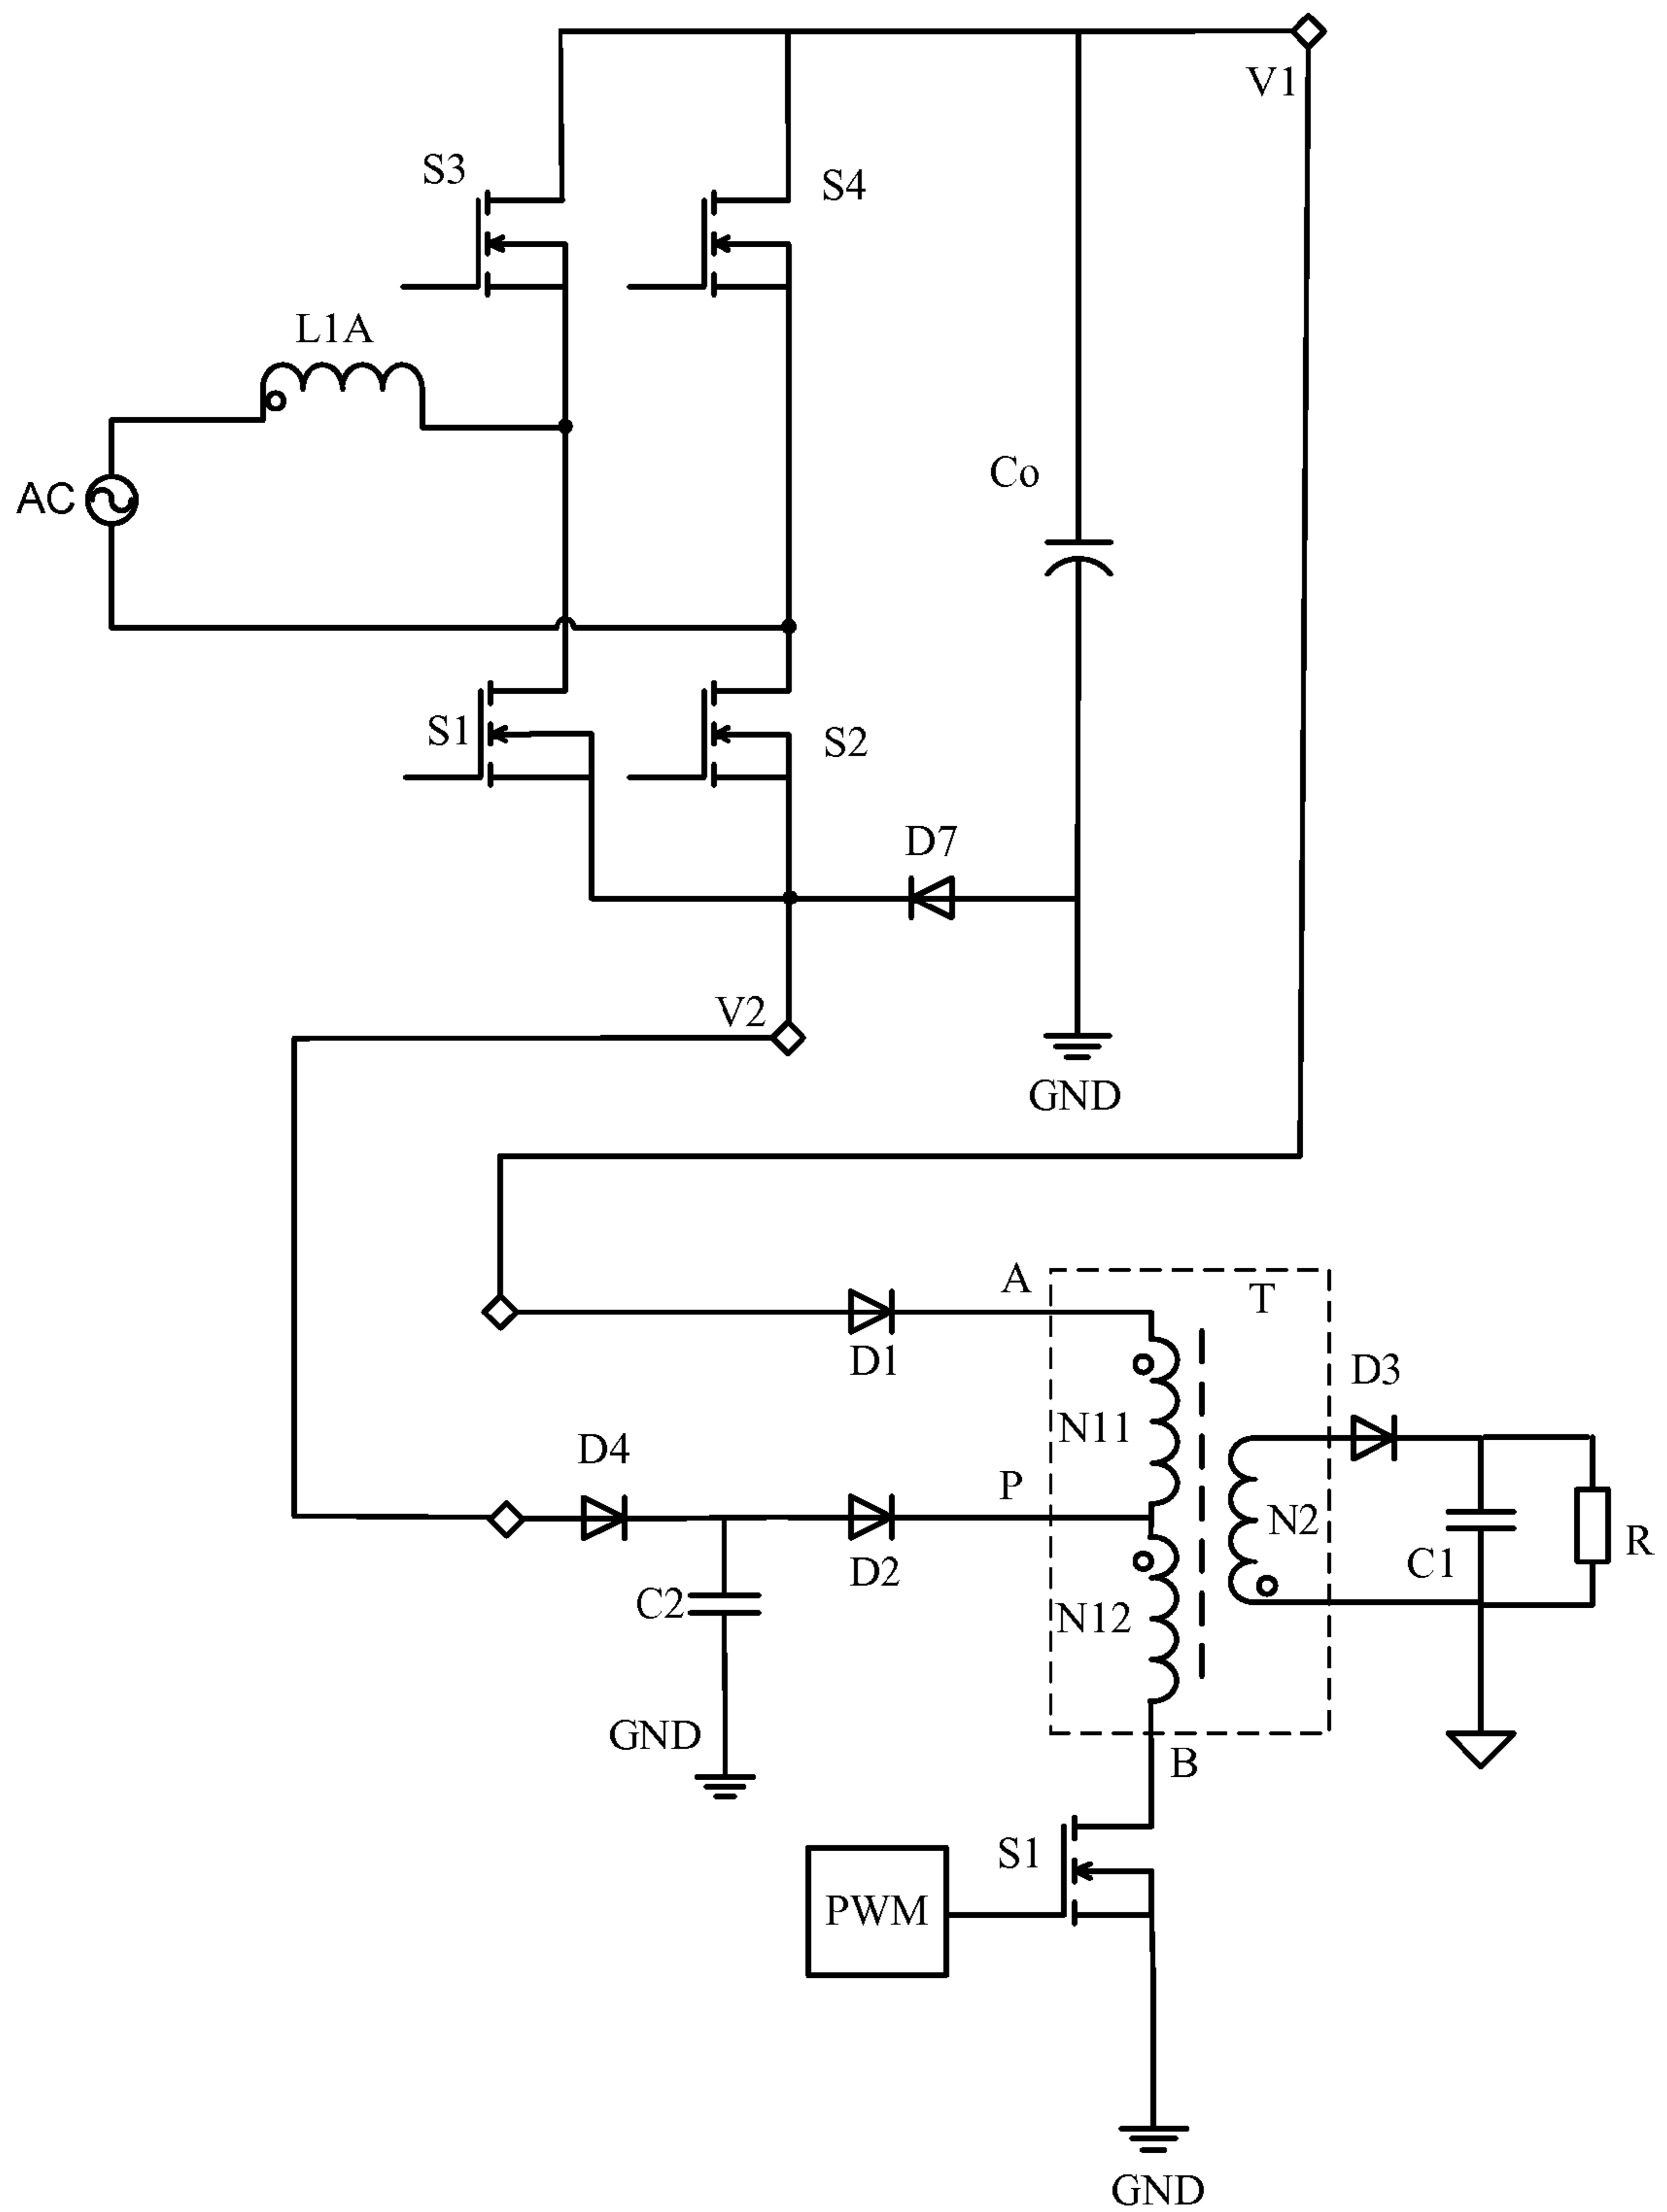 V1
S3
S4
L1A
Co
AC
S1
S2
D7
V2
GND
A
T
D1
D3
N11
D4
P
N2
R
C1
D2
C2
N12
GND
B
S1
PWM
GND